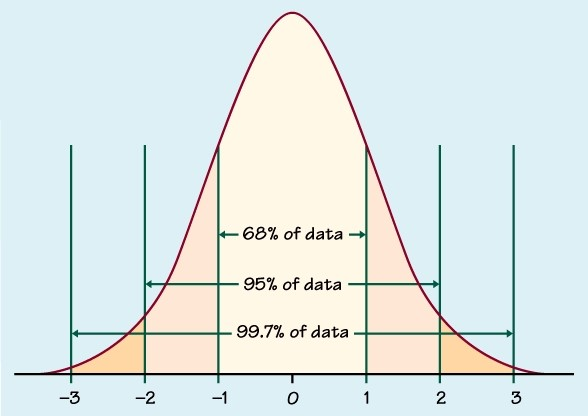 68% of data
95% of data
99.7% of data
–3 –2 –1 0 1 2 3